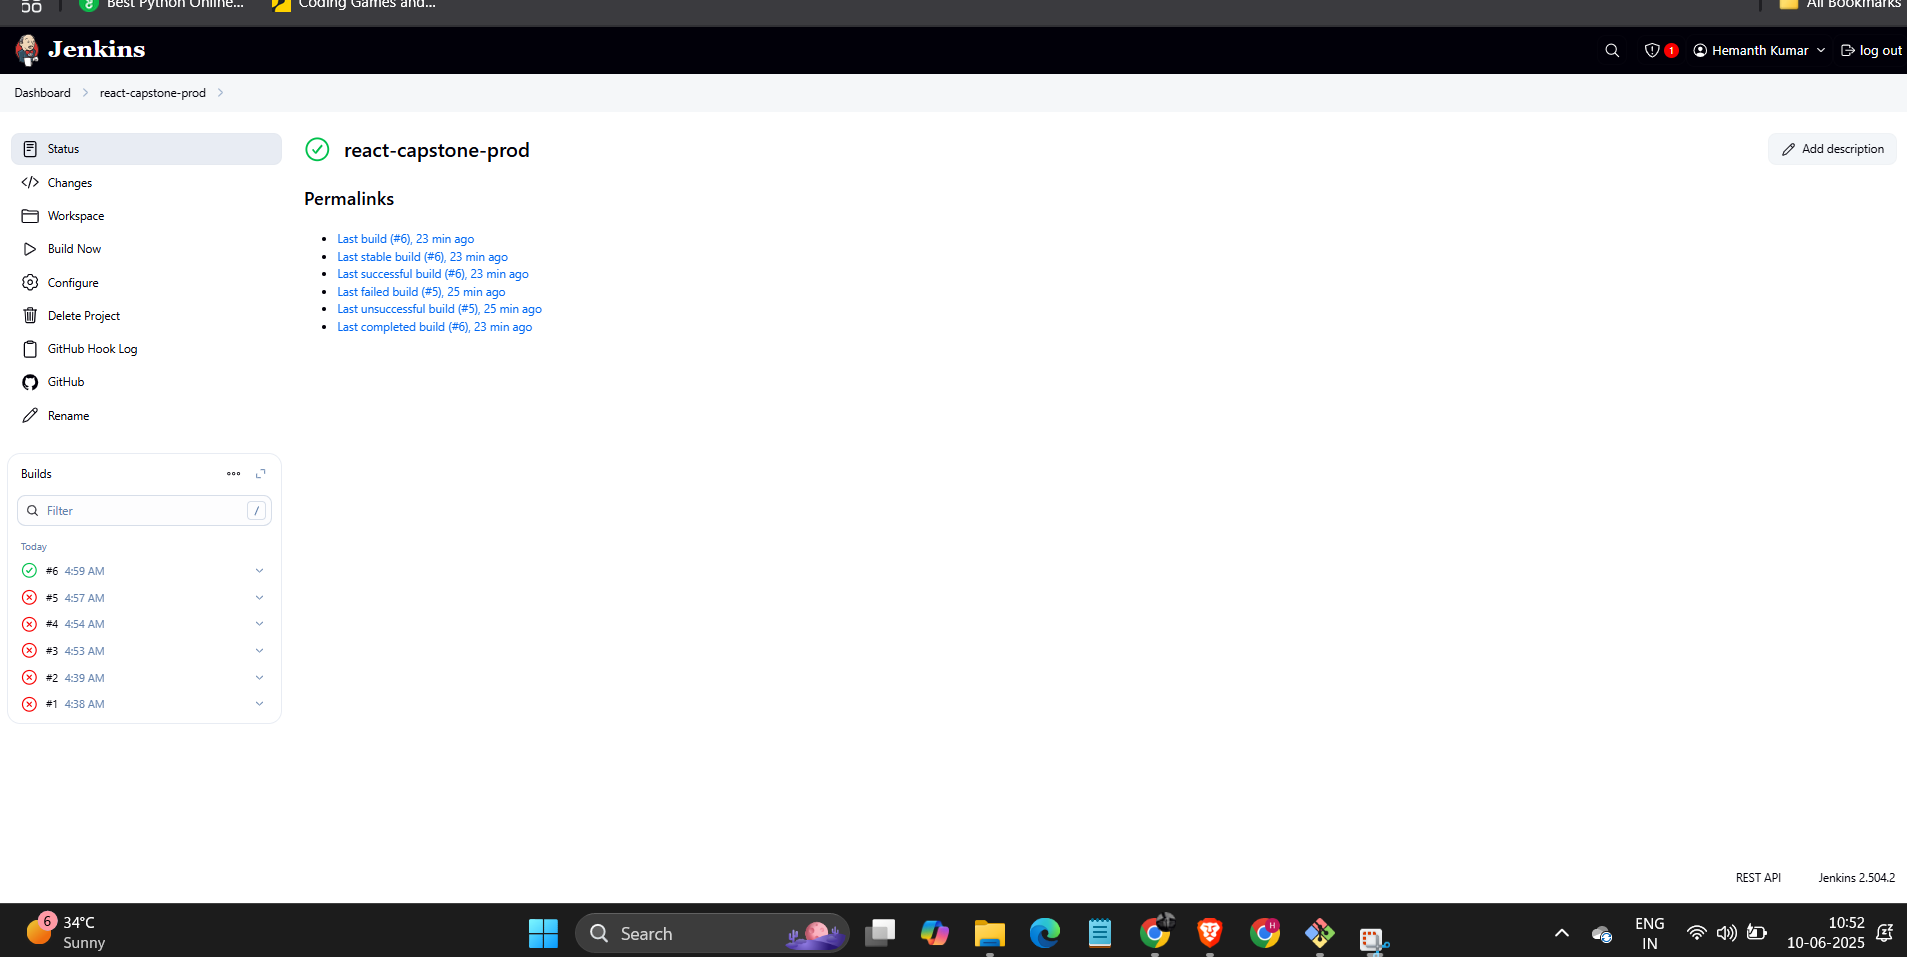 Best Python Online...
Coding Games and...
All Bookmarks
Jenkins
1
Hemanth Kumar
log out
Dashboard
react-capstone-prod
Status
Changes
Workspace
Build Now
Configure
Delete Project
GitHub Hook Log
GitHub
Rename
react-capstone-prod
Add description
Permalinks
Last build (#6), 23 min ago
Last stable build (#6), 23 min ago
Last successful build (#6), 23 min ago
Last failed build (#5), 25 min ago
Last unsuccessful build (#5), 25 min ago
Last completed build (#6), 23 min ago
Builds
Filter
/
Today
#6 4:59 AM
#5 4:57 AM
#4 4:54 AM
#3 4:53 AM
#2 4:39 AM
#1 4:38 AM
REST API
Jenkins 2.504.2
6
34°C
Sunny
Search
H
ENG
IN
10:52
10-06-2025